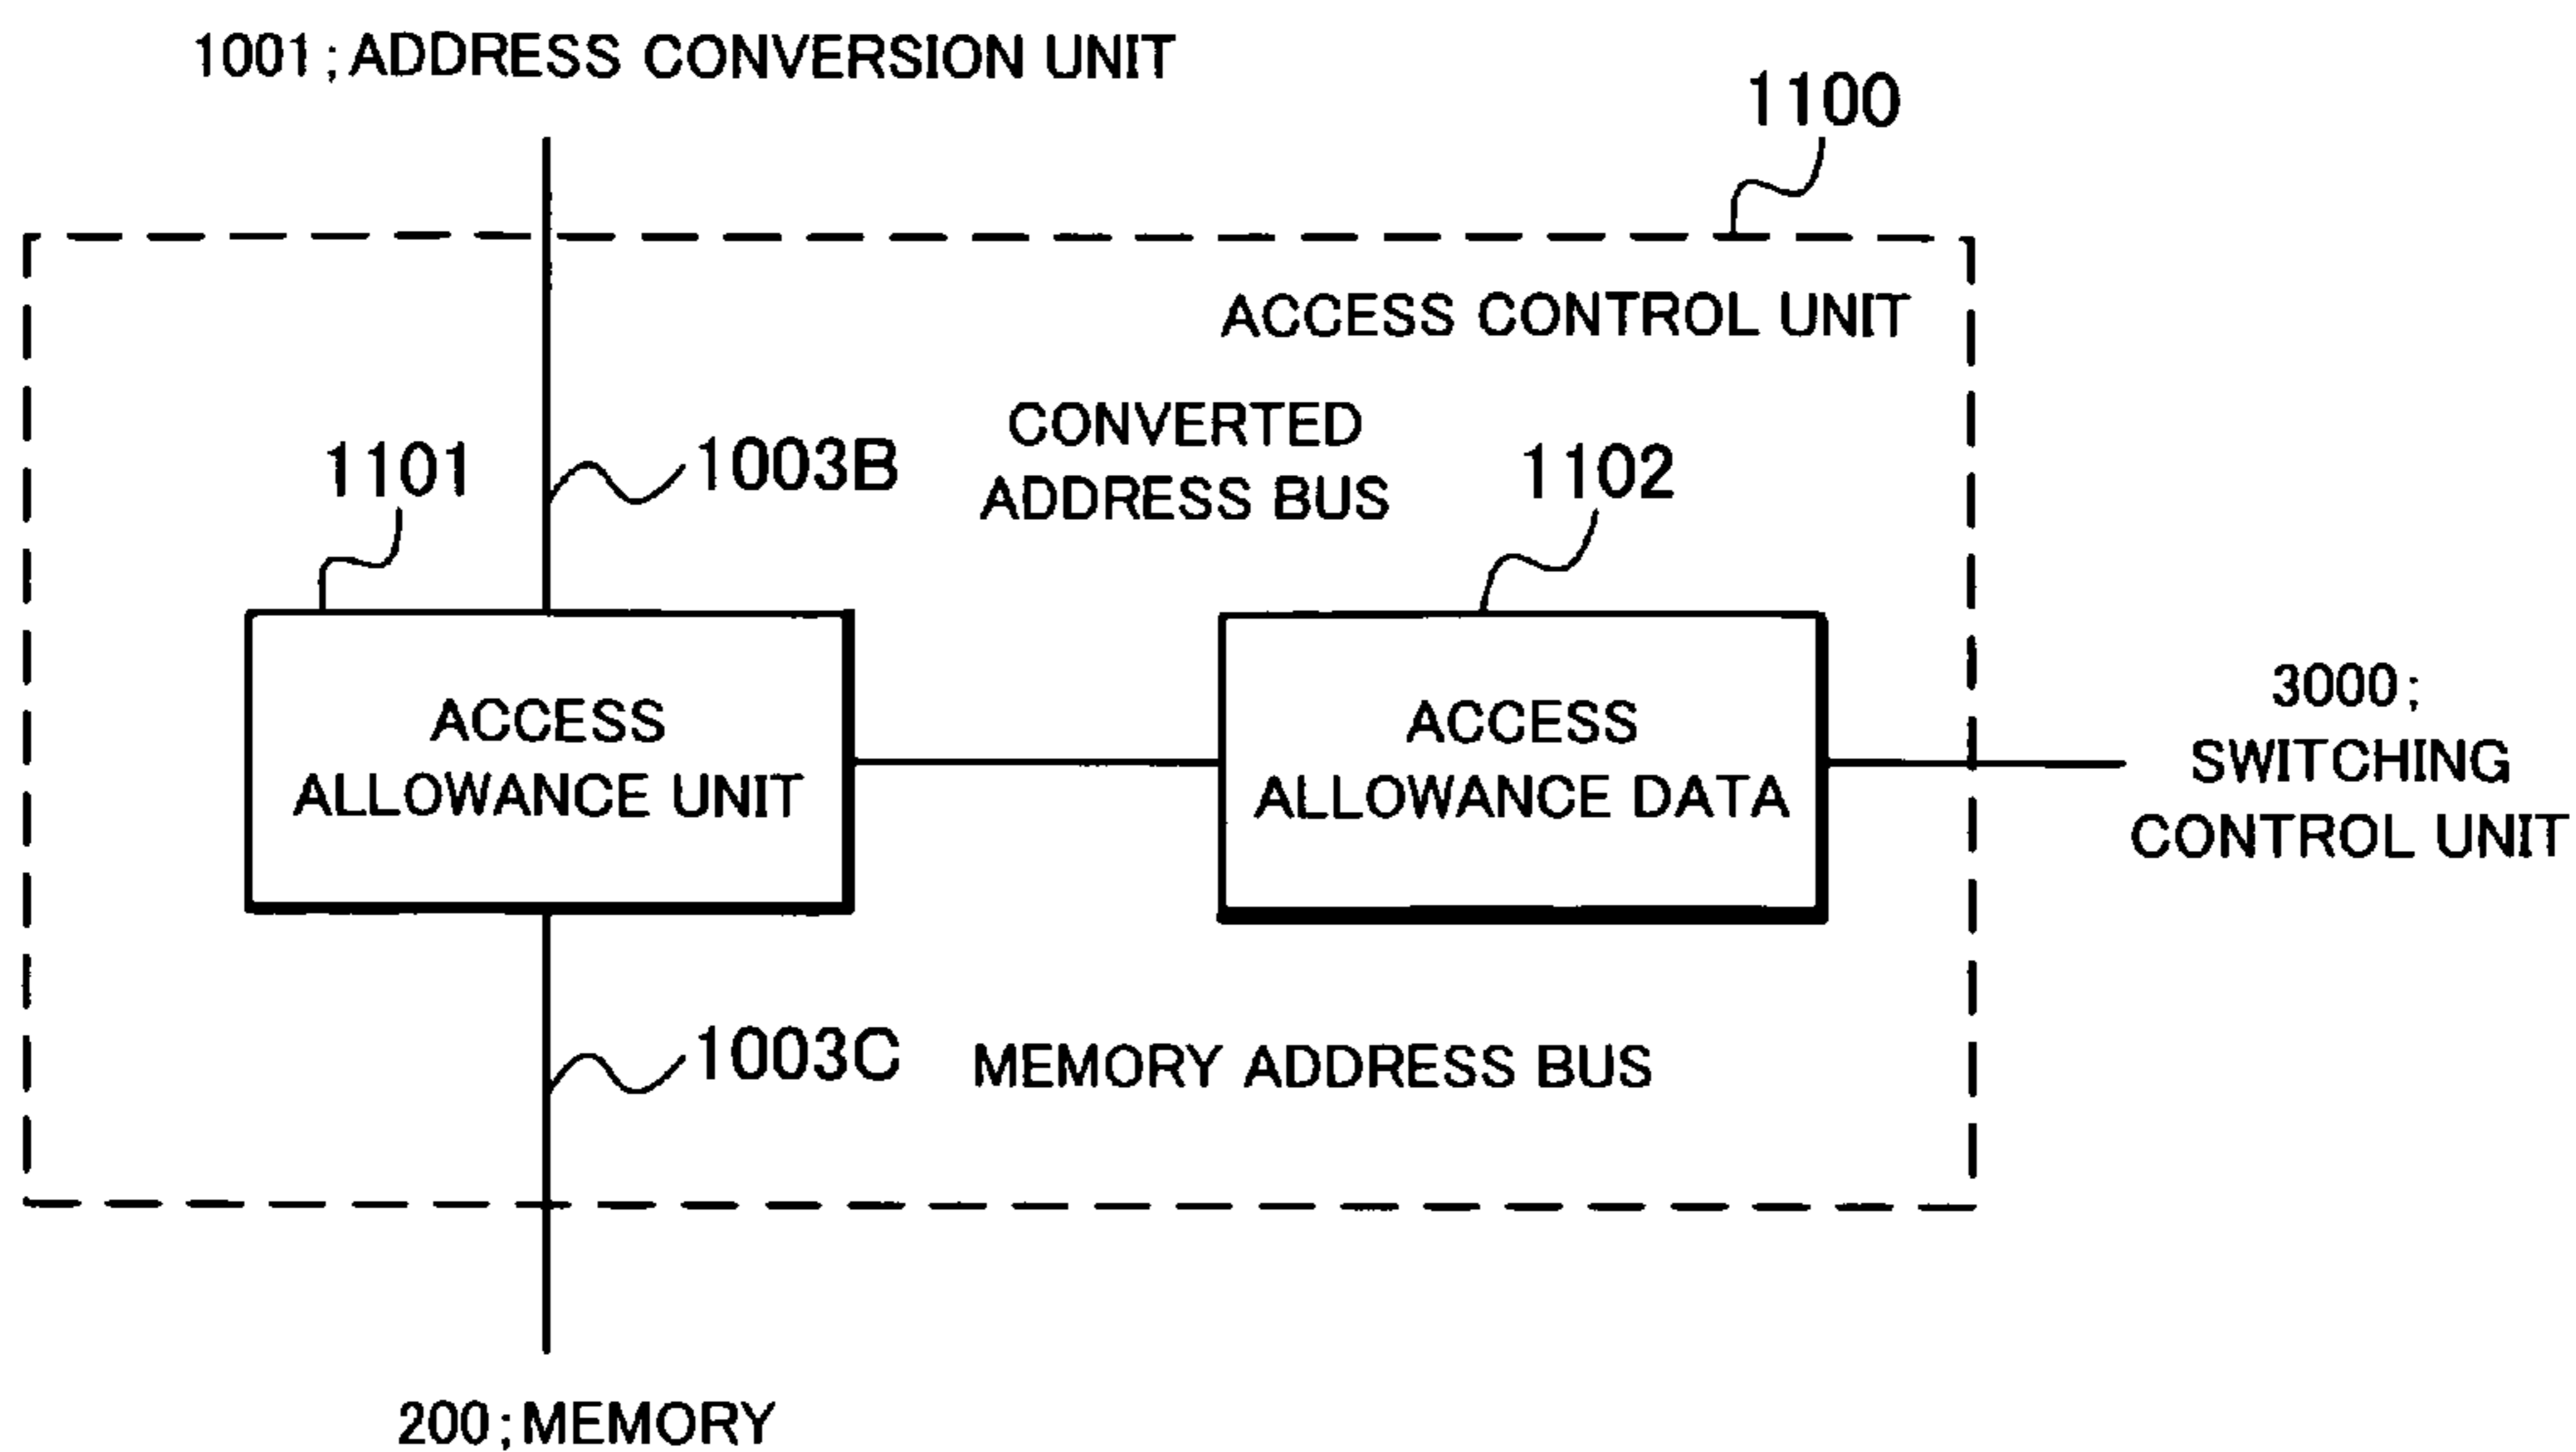 1001;ADDRESS CONVERSION UNIT
1100
ACCESS CONTROL UNIT
CONVERTED
ADDRESS BUS
1003B
1101
1102
ACCESS
ALLOWANCE UNIT
ACCESS
ALLOWANCE DATA
3000;
SWITCHING
CONTROL UNIT
1003C
MEMORY ADDRESS BUS
200;MEMORY